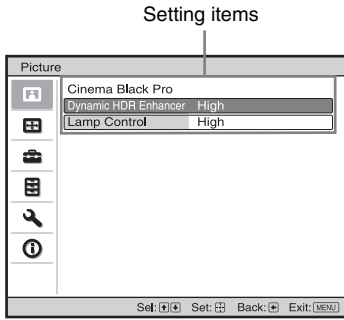 Setting items
Picture
Cinema Black Pro
Dynamic HDR Enhancer High
Lamp Control High
Sel: Set: Back: Exit: MENU